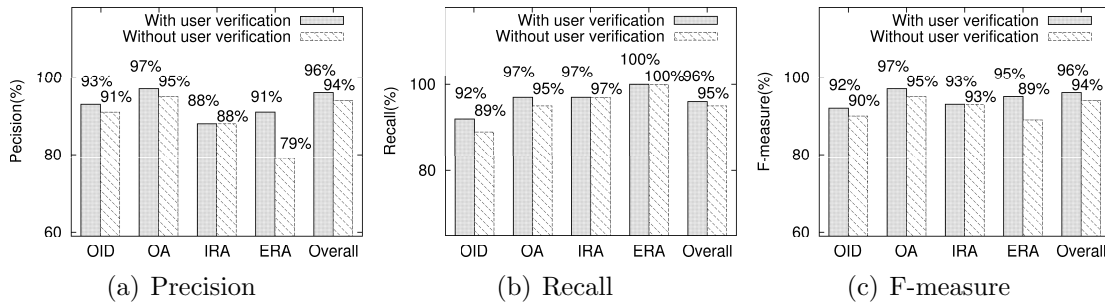 With user verification
Without user verification
Pecision(%)
100
80
60
93%
91%
97%
95%
88%
88%
91%
79%
96%
94%
OID OA IRA ERA Overall
(a) Precision
With user verification
Without user verification
Recall(%)
100
80
92%
89%
97%
95%
97%
97%
100%
100%
96%
95%
OID OA IRA ERA Overall
(b) Recall
With user verification
Without user verification
F-measure(%)
100
80
60
92%
90%
97%
95%
93%
93%
95%
89%
96%
94%
OID OA IRA ERA Overall
(c) F-measure